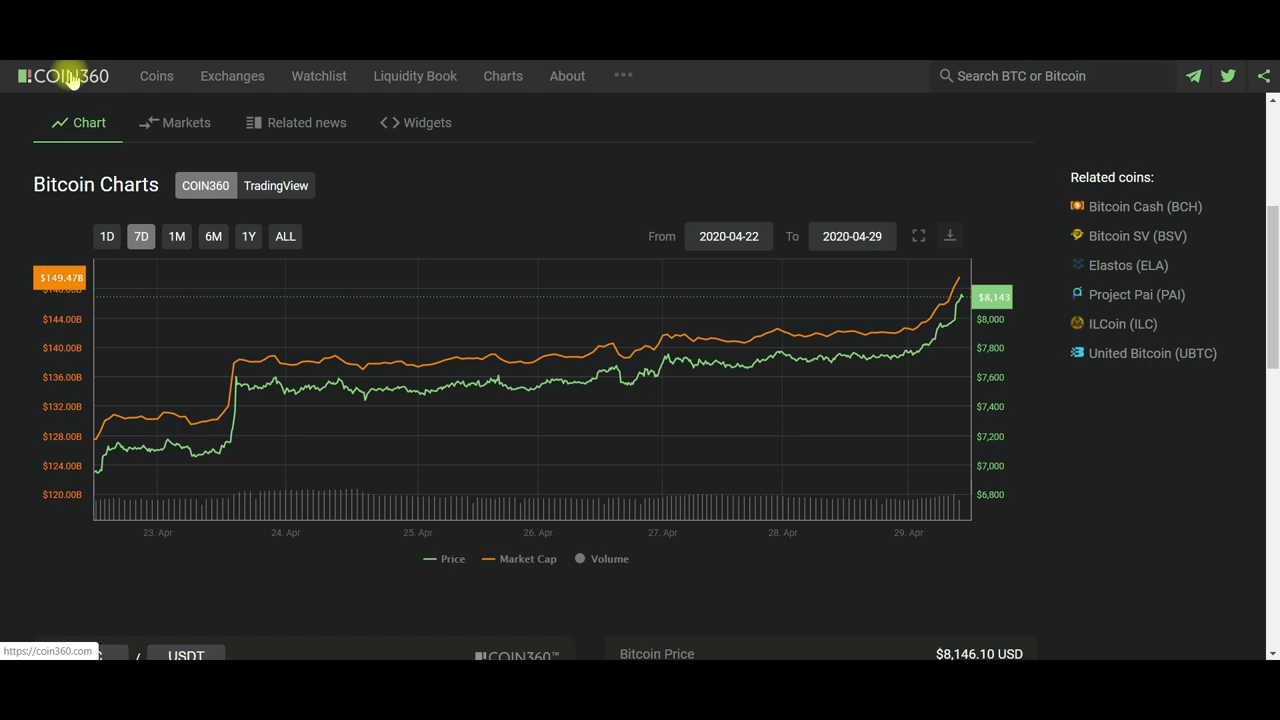 COIN360 Coins Exchanges Watchlist Liquidity Book Charts About Search BTC or Bitcoin
Chart Markets Related news Widgets
Bitcoin Charts COIN360 TradingView
1D 7D 1M 6M 1Y ALL From 2020-04-22 To 2020-04-29
$149.47B
$144.00B
$140.00B
$136.00B
$132.00B
$128.00B
$124.00B
$120.00B
$8,143
$8,000
$7,800
$7,600
$7,400
$7,200
$7,000
$6,800
23. Apr 24. Apr 25. Apr 26. Apr 27. Apr 28. Apr 29. Apr
Price Market Cap Volume
Related coins:
Bitcoin Cash (BCH)
Bitcoin SV (BSV)
Elastos (ELA)
Project Pai (PAI)
ILCoin (ILC)
United Bitcoin (UBTC)
https://coin360.com / USDT COIN360™
Bitcoin Price $8,146.10 USD